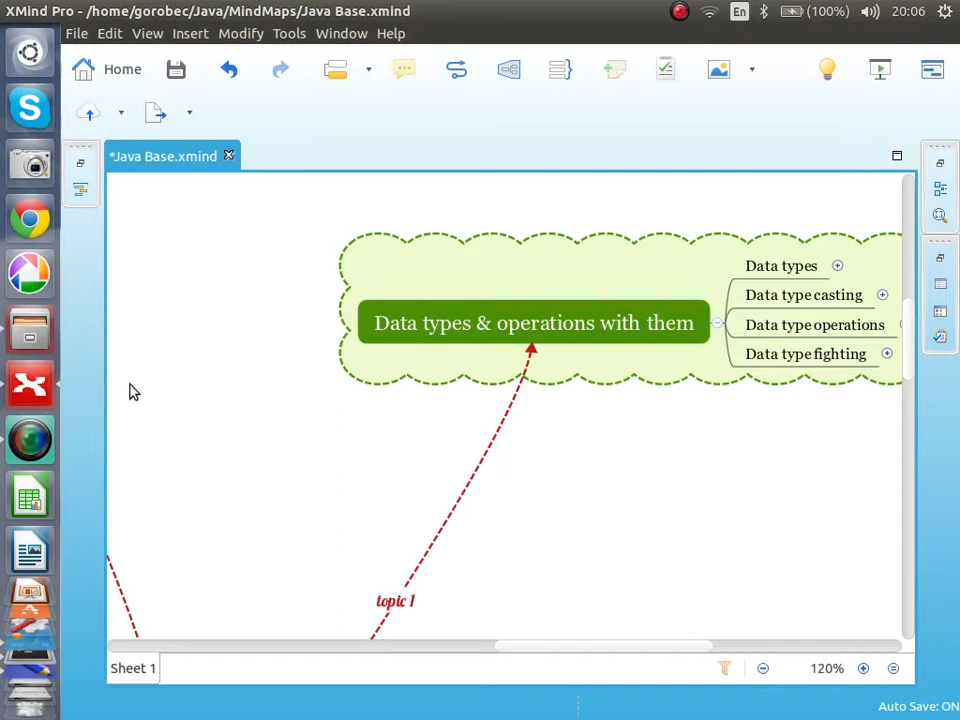 XMind Pro - /home/gorobec/Java/MindMaps/Java Base.xmind
En
(100%)
20:06
File Edit View Insert Modify Tools Window Help
Home
*Java Base.xmind
Data types
Data type casting
Data types & operations with them
Data type operations
Data type fighting
topic 1
Sheet 1
120%
Auto Save: ON